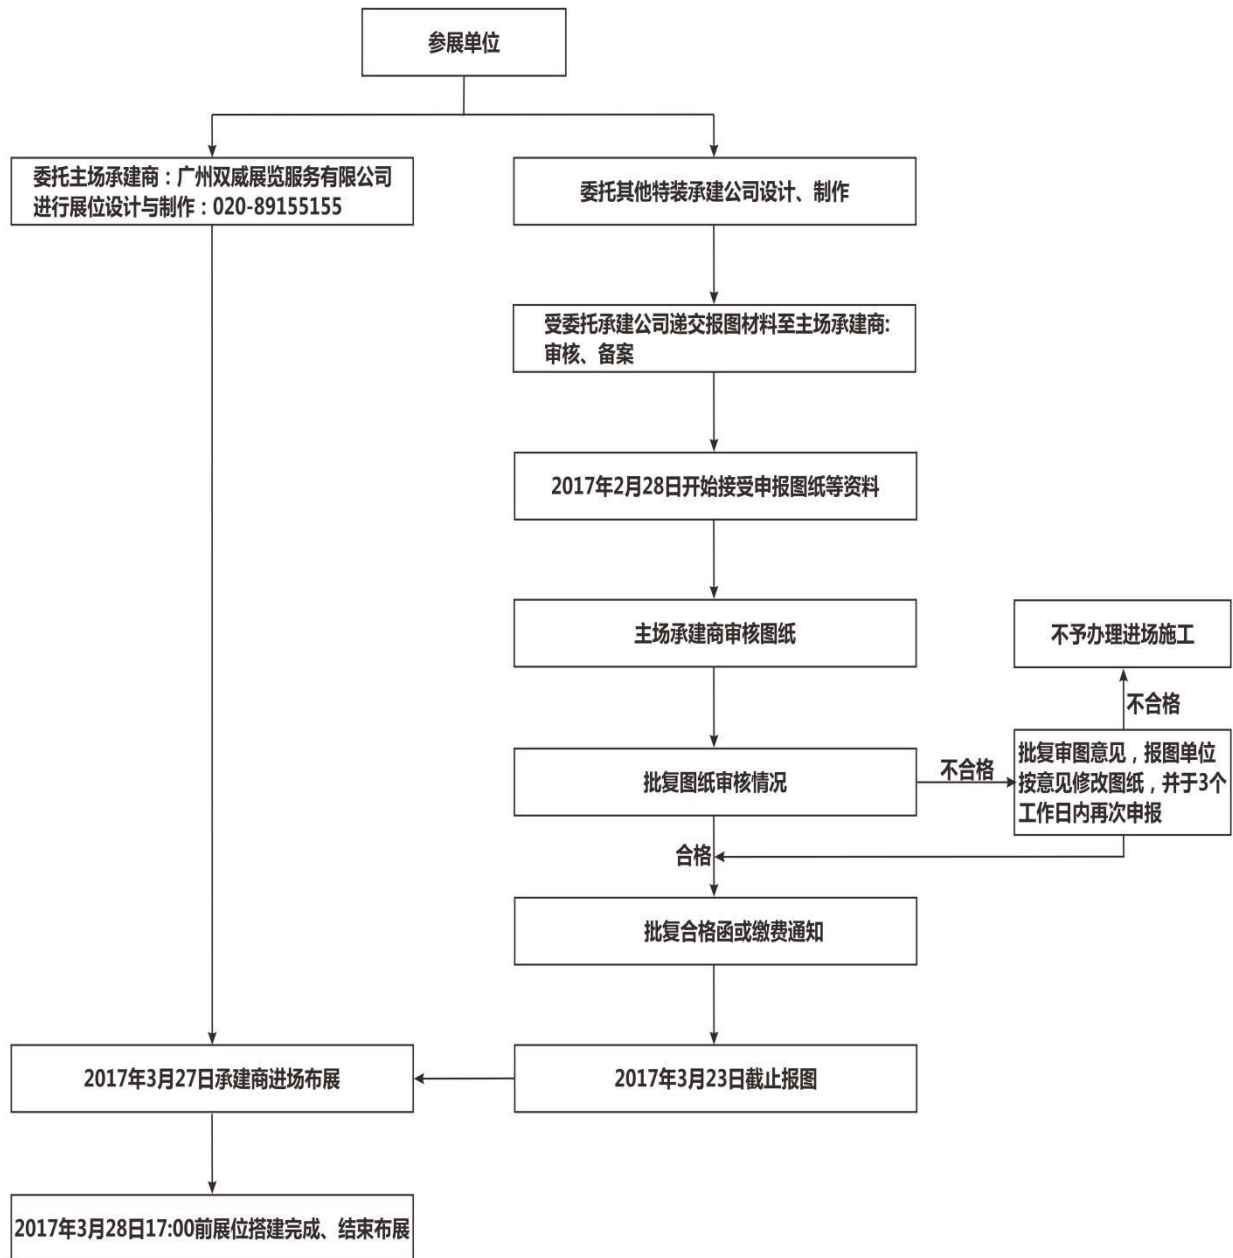 参展单位
委托主场承建商：广州双威展览服务有限公司
进行展位设计与制作：020-89155155
委托其他特装承建公司设计、制作
受委托承建公司递交报图材料至主场承建商:
审核、备案
2017年2月28日开始接受申报图纸等资料
主场承建商审核图纸
不予办理进场施工
不合格
批复图纸审核情况
不合格
批复审图意见，报图单位
按意见修改图纸，并于3个
工作日内再次申报
合格
批复合格函或缴费通知
2017年3月27日承建商进场布展
2017年3月23日截止报图
2017年3月28日17:00前展位搭建完成、结束布展